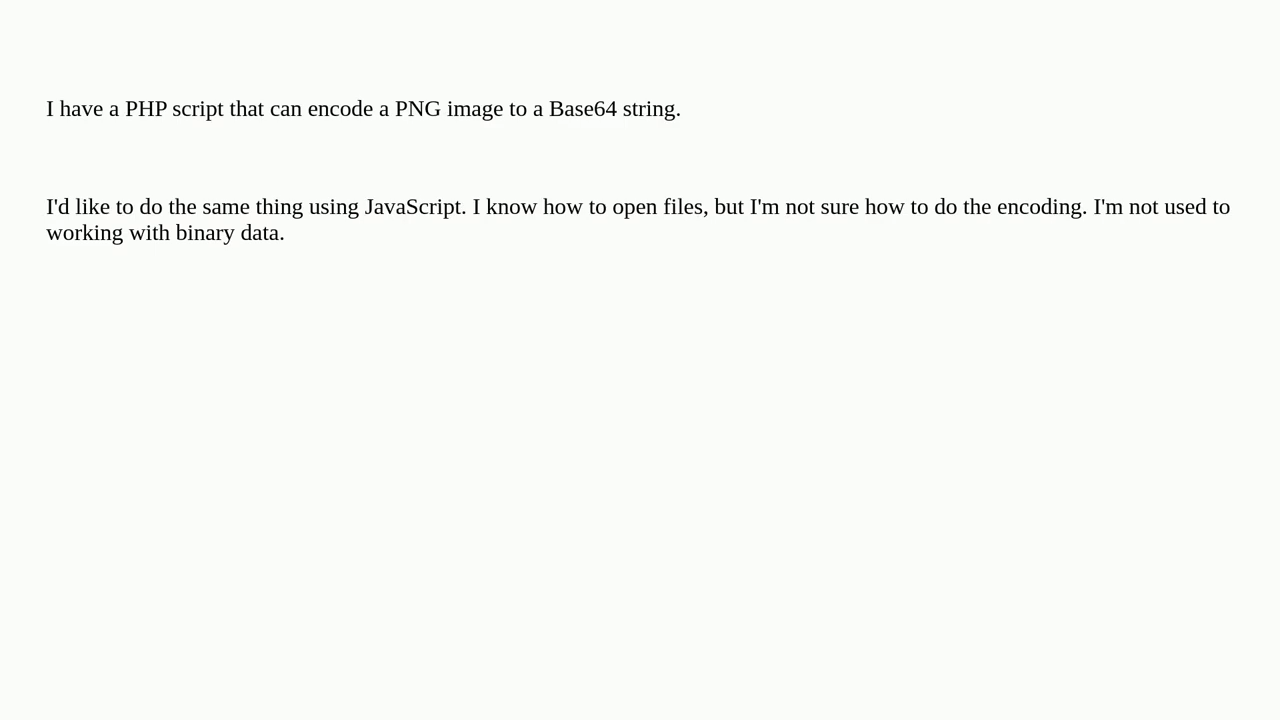 I have a PHP script that can encode a PNG image to a Base64 string.
I'd like to do the same thing using JavaScript. I know how to open files, but I'm not sure how to do the encoding. I'm not used to
working with binary data.